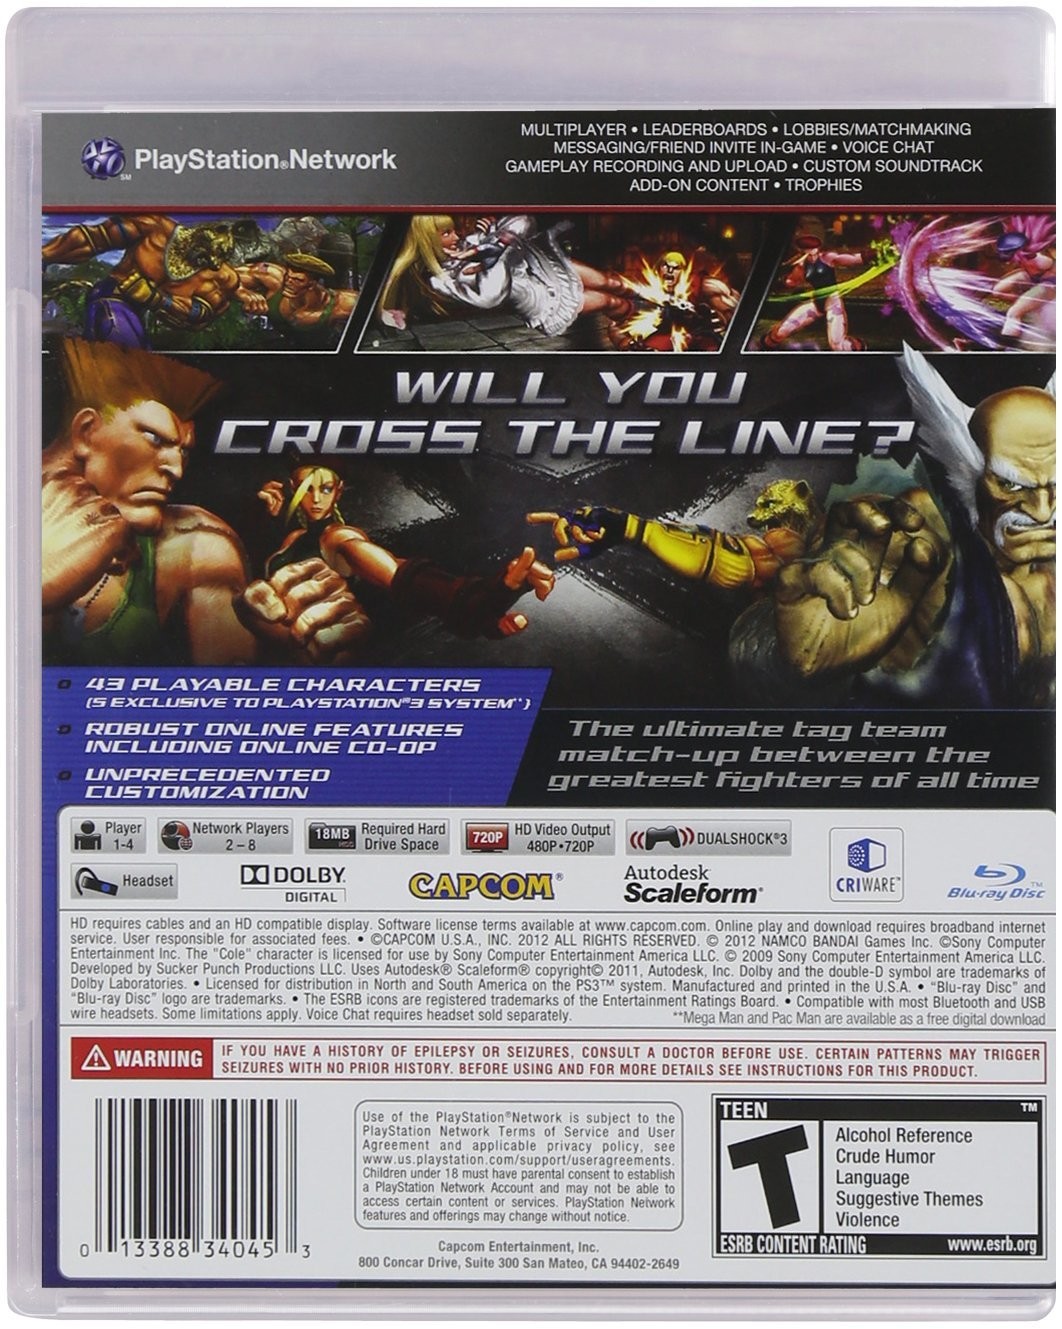 PlayStation®Network
SM
MULTIPLAYER • LEADERBOARDS • LOBBIES/MATCHMAKING
MESSAGING/FRIEND INVITE IN-GAME • VOICE CHAT
GAMEPLAY RECORDING AND UPLOAD • CUSTOM SOUNDTRACK
ADD-ON CONTENT • TROPHIES
WILL YOU
CROSS THE LINE?
43 PLAYABLE CHARACTERS
(5 EXCLUSIVE TO PLAYSTATION®3 SYSTEM**)
ROBUST ONLINE FEATURES
INCLUDING ONLINE CO-OP
UNPRECEDENTED
CUSTOMIZATION
The ultimate tag team
match-up between the
greatest fighters of all time
Player
1-4
Network Players
2-8
18MB
HDD
Required Hard
Drive Space
720P
HD Video Output
480P•720P
DUALSHOCK®3
Headset
DOLBY
DIGITAL
CAPCOM®
Autodesk®
Scaleform®
CRIWARE™
Blu-ray Disc
TM
HD requires cables and an HD compatible display. Software license terms available at www.capcom.com. Online play and download requires broadband internet
service. User responsible for associated fees. • ©CAPCOM U.S.A., INC. 2012 ALL RIGHTS RESERVED. © 2012 NAMCO BANDAI Games Inc. ©Sony Computer
Entertainment Inc. The "Cole" character is licensed for use by Sony Computer Entertainment America LLC. © 2009 Sony Computer Entertainment America LLC.
Developed by Sucker Punch Productions LLC. Uses Autodesk® Scaleform® copyright© 2011, Autodesk, Inc. Dolby and the double-D symbol are trademarks of
Dolby Laboratories. • Licensed for distribution in North and South America on the PS3™ system. Manufactured and printed in the U.S.A. • "Blu-ray Disc" and
"Blu-ray Disc" logo are trademarks. • The ESRB icons are registered trademarks of the Entertainment Ratings Board. • Compatible with most Bluetooth and USB
wire headsets. Some limitations apply. Voice Chat requires headset sold separately.
**Mega Man and Pac Man are available as a free digital download
WARNING
IF YOU HAVE A HISTORY OF EPILEPSY OR SEIZURES, CONSULT A DOCTOR BEFORE USE. CERTAIN PATTERNS MAY TRIGGER
SEIZURES WITH NO PRIOR HISTORY. BEFORE USING AND FOR MORE DETAILS SEE INSTRUCTIONS FOR THIS PRODUCT.
0 13388 34045 3
Use of the PlayStation®Network is subject to the
PlayStation Network Terms of Service and User
Agreement and applicable privacy policy, see
www.us.playstation.com/support/useragreements.
Children under 18 must have parental consent to establish
a PlayStation Network Account and may not be able to
access certain content or services. PlayStation Network
features and offerings may change without notice.
Capcom Entertainment, Inc.
800 Concar Drive, Suite 300 San Mateo, CA 94402-2649
TEEN
TM
T
Alcohol Reference
Crude Humor
Language
Suggestive Themes
Violence
ESRB CONTENT RATING
www.esrb.org